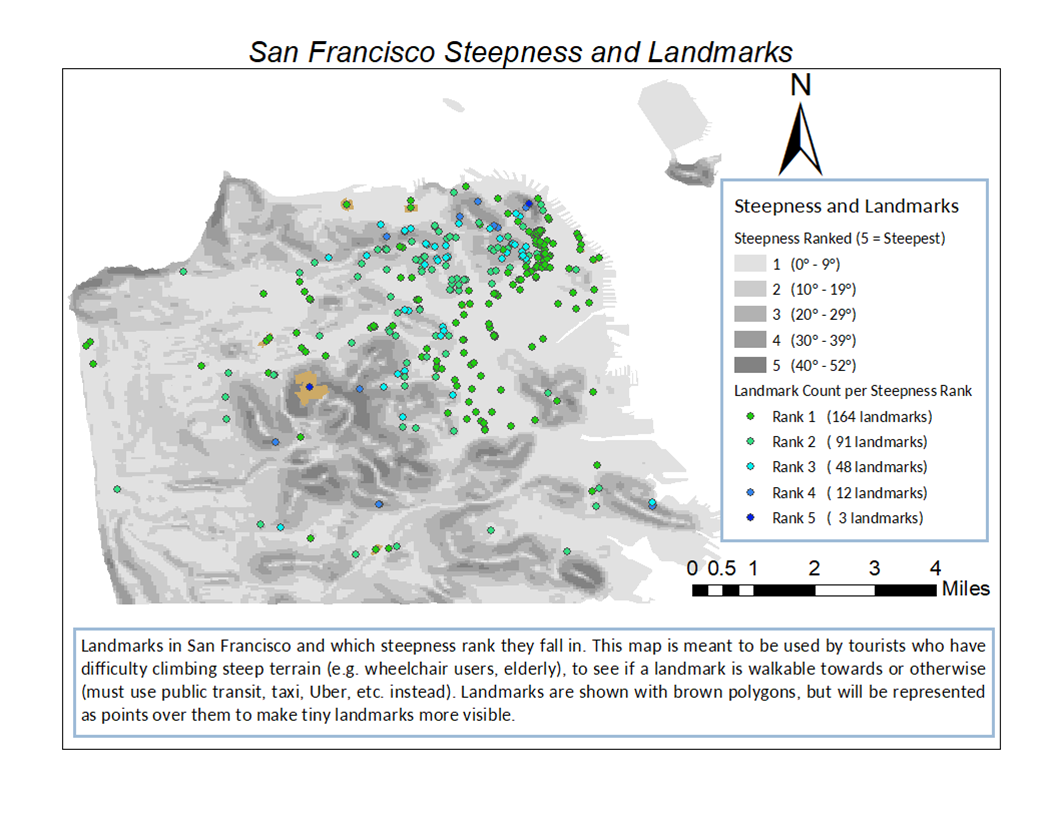 San Francisco Steepness and Landmarks
N
Steepness and Landmarks
Steepness Ranked (5 = Steepest)
1 (0° - 9°)
2 (10° - 19°)
3 (20° - 29°)
4 (30° - 39°)
5 (40° - 52°)
Landmark Count per Steepness Rank
Rank 1 (164 landmarks)
Rank 2 ( 91 landmarks)
Rank 3 ( 48 landmarks)
Rank 4 ( 12 landmarks)
Rank 5 ( 3 landmarks)
0 0.5 1 2 3 4
Miles
Landmarks in San Francisco and which steepness rank they fall in. This map is meant to be used by tourists who have
difficulty climbing steep terrain (e.g. wheelchair users, elderly), to see if a landmark is walkable towards or otherwise
(must use public transit, taxi, Uber, etc. instead). Landmarks are shown with brown polygons, but will be represented
as points over them to make tiny landmarks more visible.